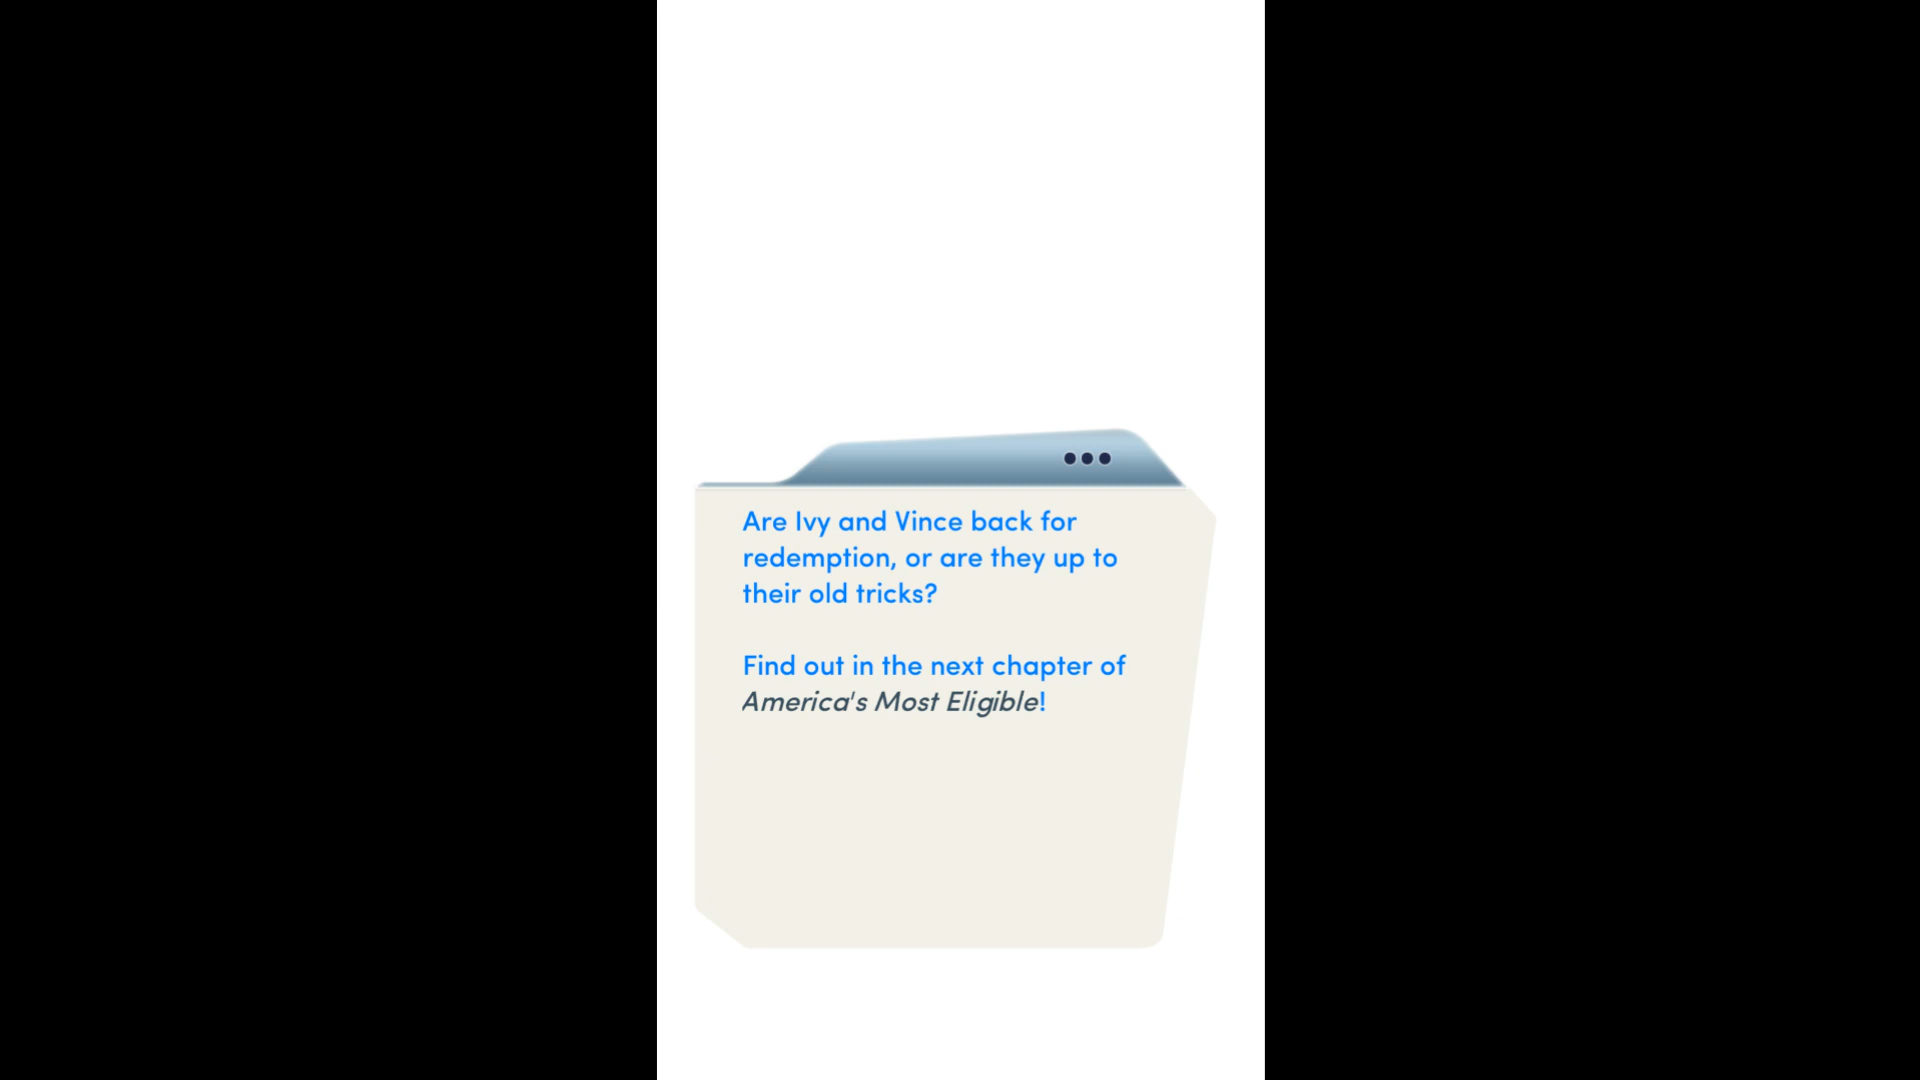 Are Ivy and Vince back for
redemption, or are they up to
their old tricks?
Find out in the next chapter of
America's Most Eligible!